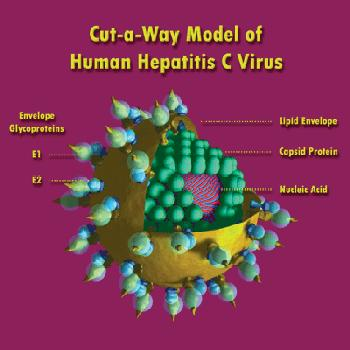 Cut-a-Way Model of
Human Hepatitis C Virus
Envelope
Glycoproteins
E1
E2
Lipid Envelope
Capsid Protein
Nucleic Acid